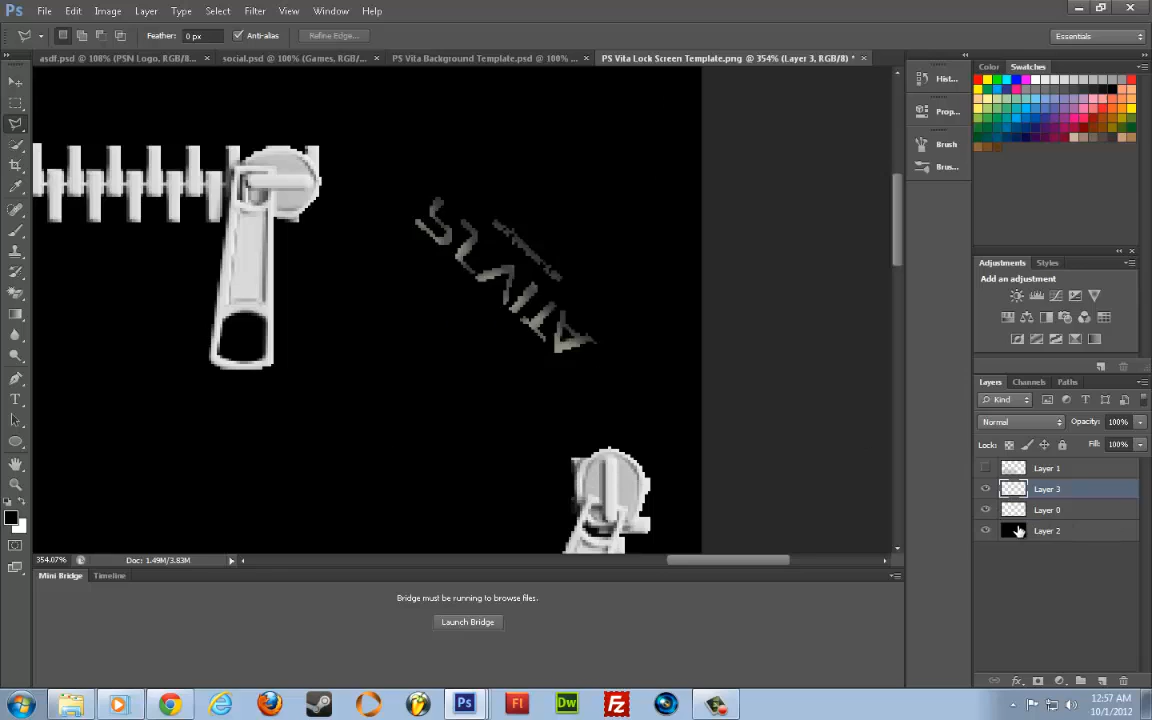 Ps File Edit Image Layer Type Select Filter View Window Help
Feather: 0 px Anti-alias Refine Edge... Essentials
asdf.psd @ 100% (PSN Logo, RGB/8... × social.psd @ 100% (Games, RGB/8... × PS Vita Background Template.psd @ 100% ... × PS Vita Lock Screen Template.png @ 354% (Layer 3, RGB/8) * ×
Color Swatches
Hist...
Prop...
Brush
Brus...
Adjustments Styles
Add an adjustment
Layers Channels Paths
Kind
Normal Opacity: 100%
Lock: Fill: 100%
Layer 1
Layer 3
Layer 0
Layer 2
354.07% Doc: 1.49M/3.83M
Mini Bridge Timeline
Bridge must be running to browse files.
Launch Bridge
Ps Fl Dw Fz
12:57 AM
10/1/2012